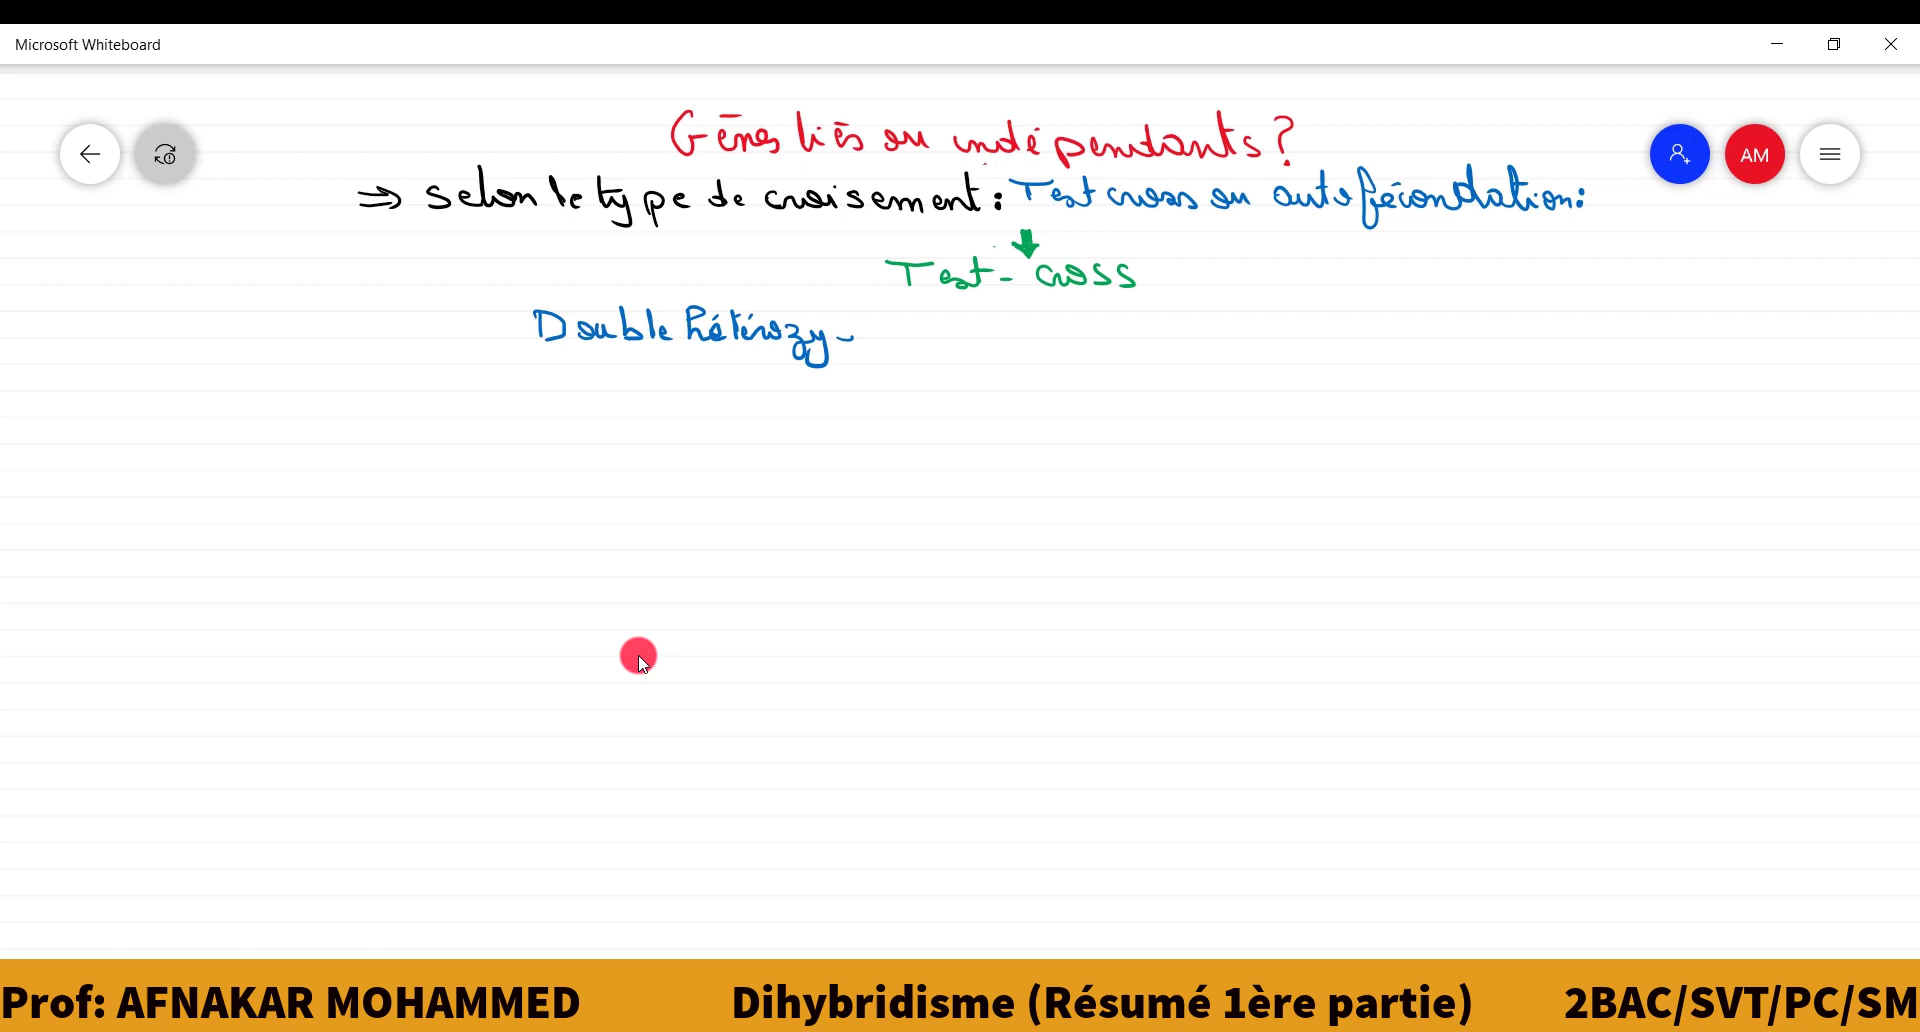 Microsoft Whiteboard
Gènes liés ou indépendants?
AM
⇒ selon le type de croisement: Test cross ou autofécondation:
Test-cross
Double hétérozy-
Prof: AFNAKAR MOHAMMED Dihybridisme (Résumé 1ère partie) 2BAC/SVT/PC/SM